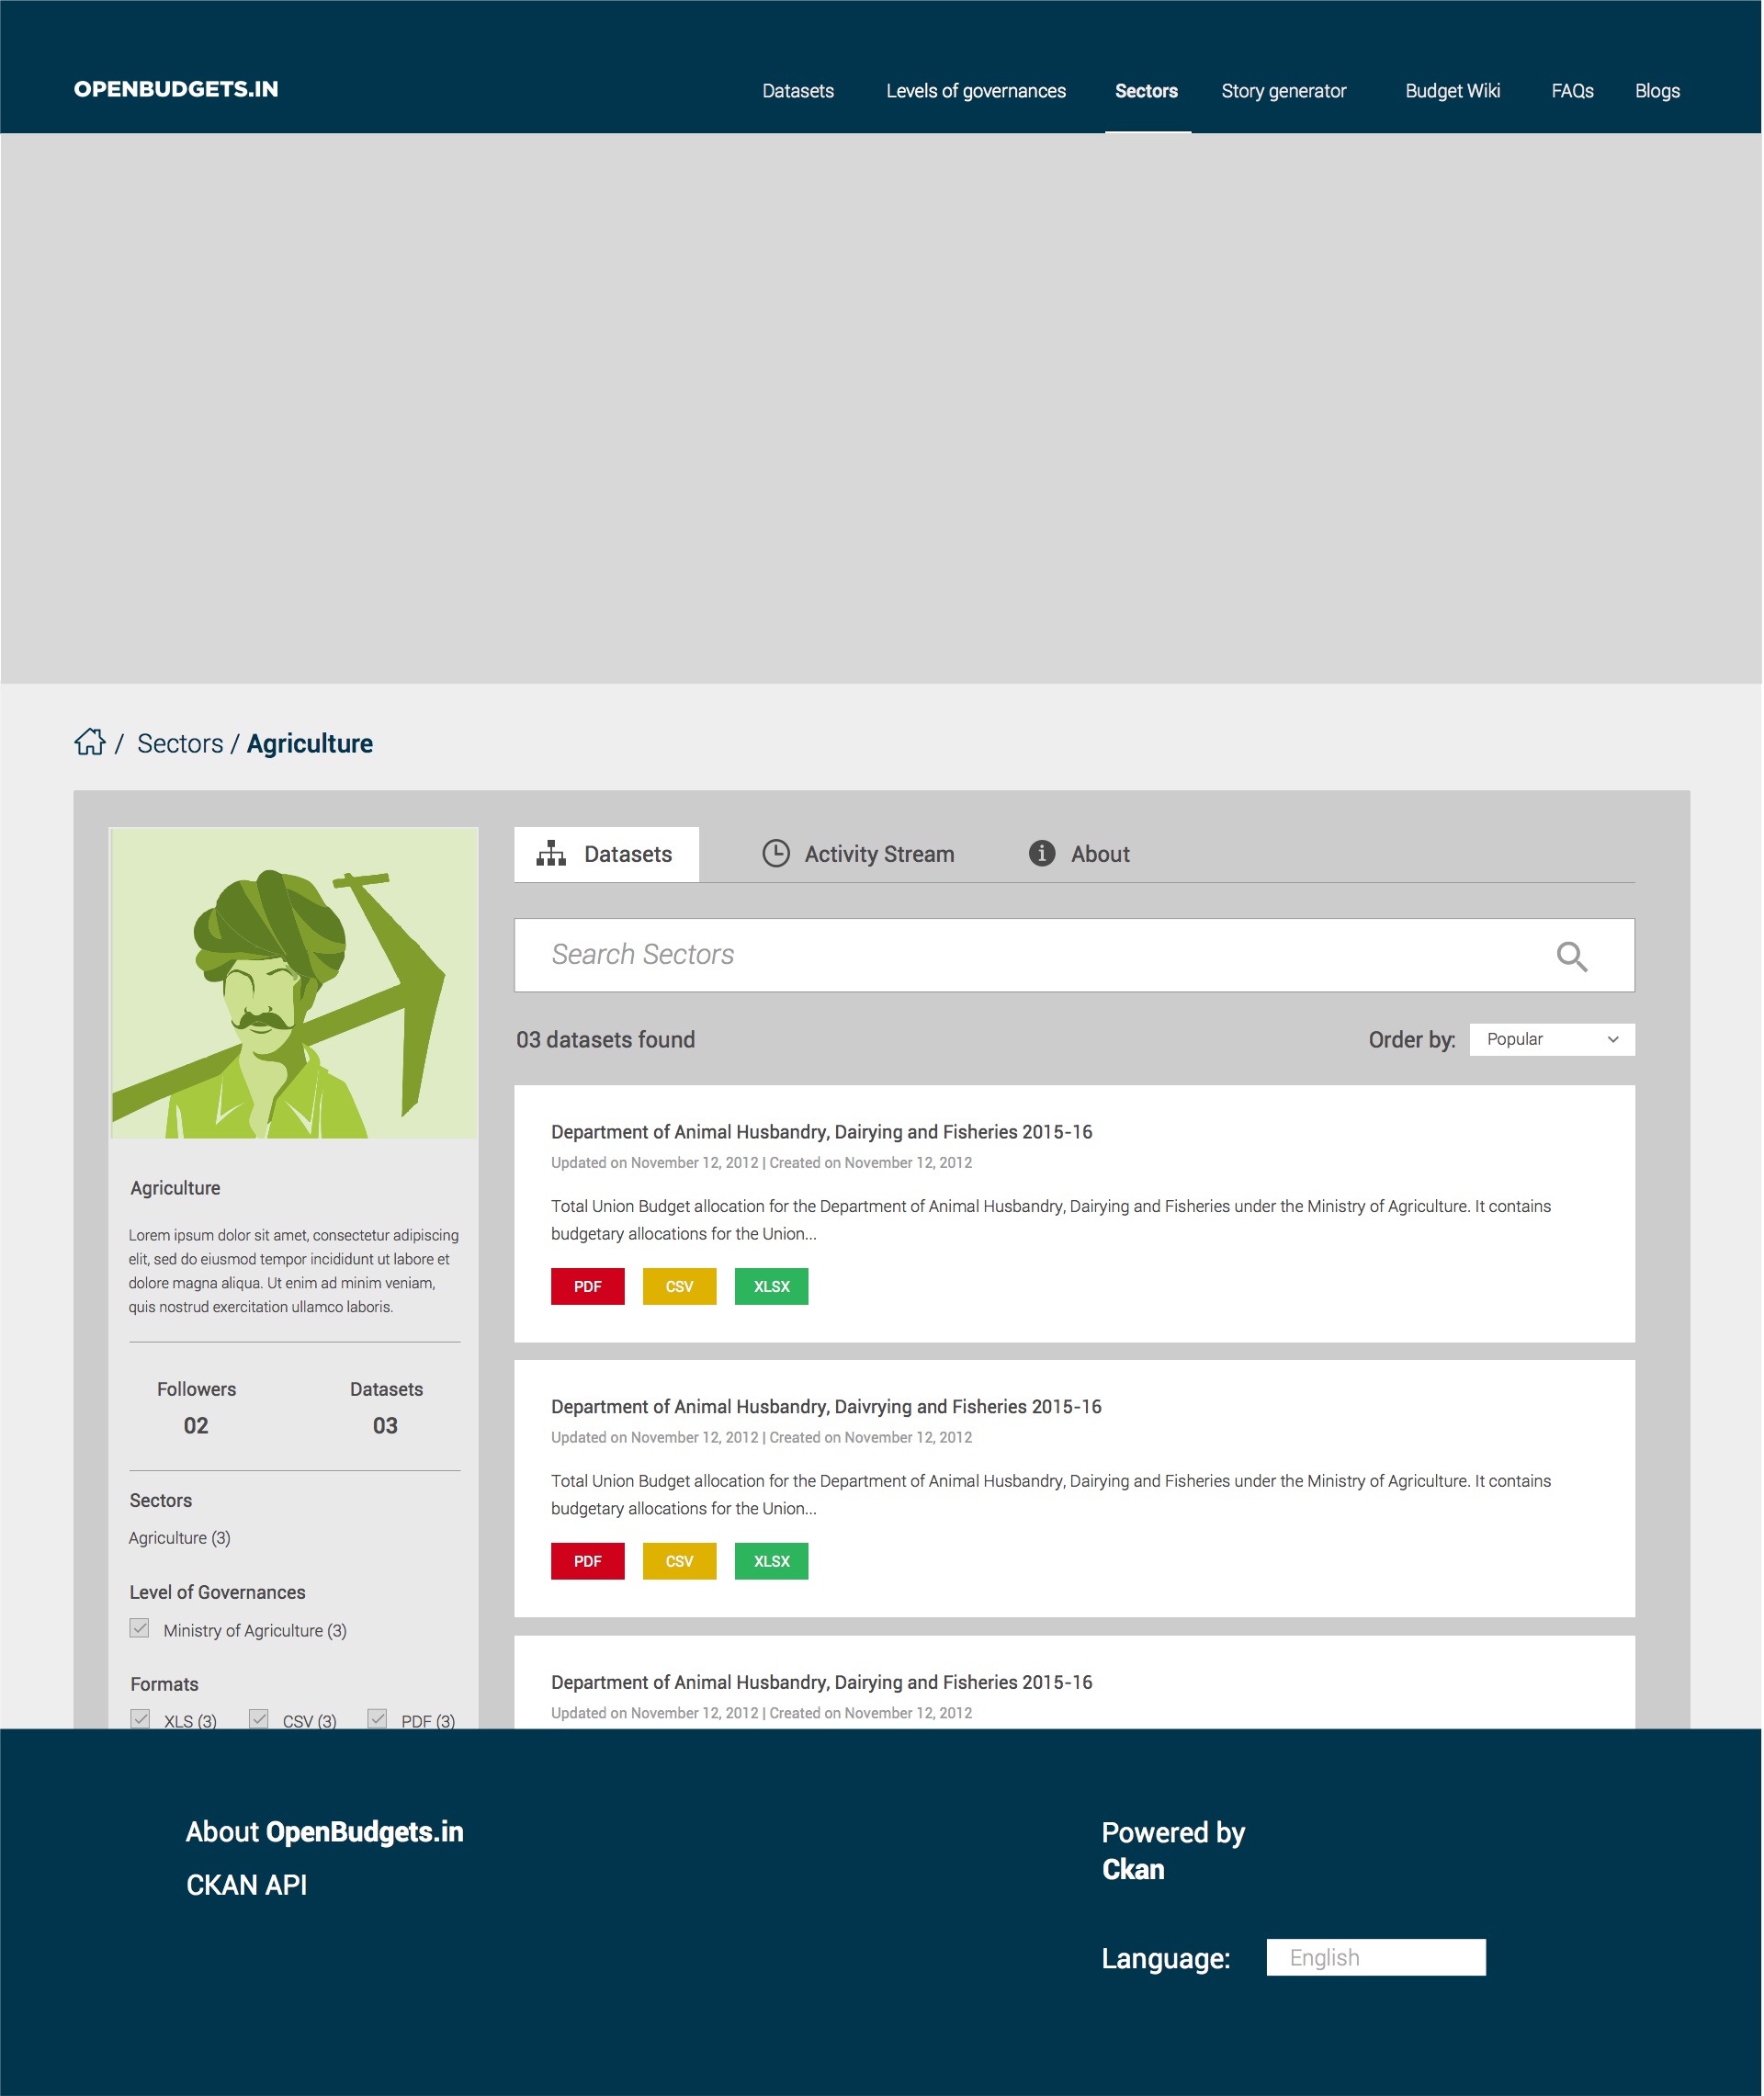 OPENBUDGETS.IN
Datasets Levels of governances Sectors Story generator Budget Wiki FAQs Blogs
/ Sectors / Agriculture
Agriculture
Lorem ipsum dolor sit amet, consectetur adipiscing
elit, sed do eiusmod tempor incididunt ut labore et
dolore magna aliqua. Ut enim ad minim veniam,
quis nostrud exercitation ullamco laboris.
Followers Datasets
02 03
Sectors
Agriculture (3)
Level of Governances
Ministry of Agriculture (3)
Formats
XLS (3) CSV (3) PDF (3)
Datasets Activity Stream About
Search Sectors
03 datasets found
Order by: Popular
Department of Animal Husbandry, Dairying and Fisheries 2015-16
Updated on November 12, 2012 | Created on November 12, 2012
Total Union Budget allocation for the Department of Animal Husbandry, Dairying and Fisheries under the Ministry of Agriculture. It contains
budgetary allocations for the Union...
PDF CSV XLSX
Department of Animal Husbandry, Daivrying and Fisheries 2015-16
Updated on November 12, 2012 | Created on November 12, 2012
Total Union Budget allocation for the Department of Animal Husbandry, Dairying and Fisheries under the Ministry of Agriculture. It contains
budgetary allocations for the Union...
PDF CSV XLSX
Department of Animal Husbandry, Dairying and Fisheries 2015-16
Updated on November 12, 2012 | Created on November 12, 2012
About OpenBudgets.in
CKAN API
Powered by
Ckan
Language: English